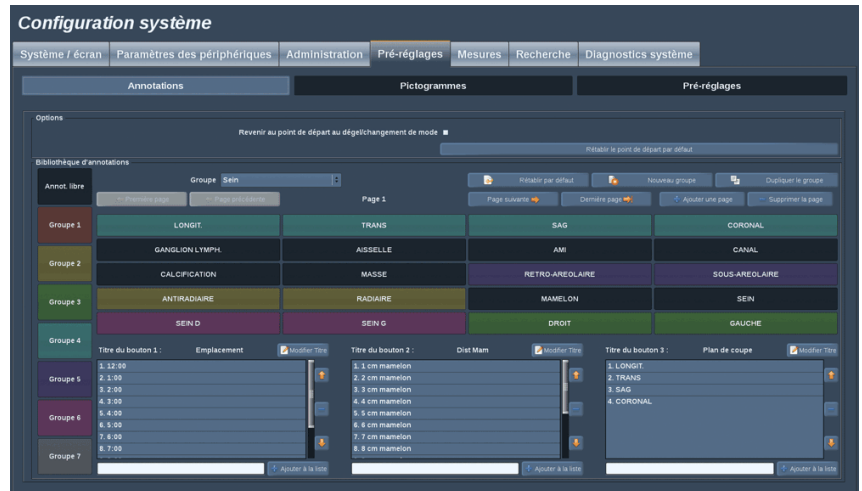 Configuration système
Système / écran Paramètres des périphériques Administration Pré-réglages Mesures Recherche Diagnostics système
Annotations Pictogrammes Pré-réglages
Options
Revenir au point de départ au dégel/changement de mode
Rétablir le point de départ par défaut
Bibliothèque d'annotations
Annot. libre Groupe Sein Rétablir par défaut Nouveau groupe Dupliquer le groupe
Première page Page précédente Page 1 Page suivante Dernière page Ajouter une page Supprimer la page
Groupe 1 LONGIT. TRANS SAG CORONAL
GANGLION LYMPH. AISSELLE AMI CANAL
Groupe 2
CALCIFICATION MASSE RETRO-AREOLAIRE SOUS-AREOLAIRE
Groupe 3 ANTIRADIAIRE RADIAIRE MAMELON SEIN
SEIN D SEIN G DROIT GAUCHE
Groupe 4
Titre du bouton 1 : Emplacement Modifier Titre Titre du bouton 2 : Dist Mam Modifier Titre Titre du bouton 3 : Plan de coupe Modifier Titre
1. 12:00 1. 1 cm mamelon 1. LONGIT.
2. 1:00 2. 2 cm mamelon 2. TRANS
Groupe 5 3. 2:00 3. 3 cm mamelon 3. SAG
4. 3:00 4. 4 cm mamelon 4. CORONAL
5. 4:00 5. 5 cm mamelon
Groupe 6 6. 5:00 6. 6 cm mamelon
7. 6:00 7. 7 cm mamelon
8. 7:00 8. 8 cm mamelon
Groupe 7
Ajouter à la liste Ajouter à la liste Ajouter à la liste